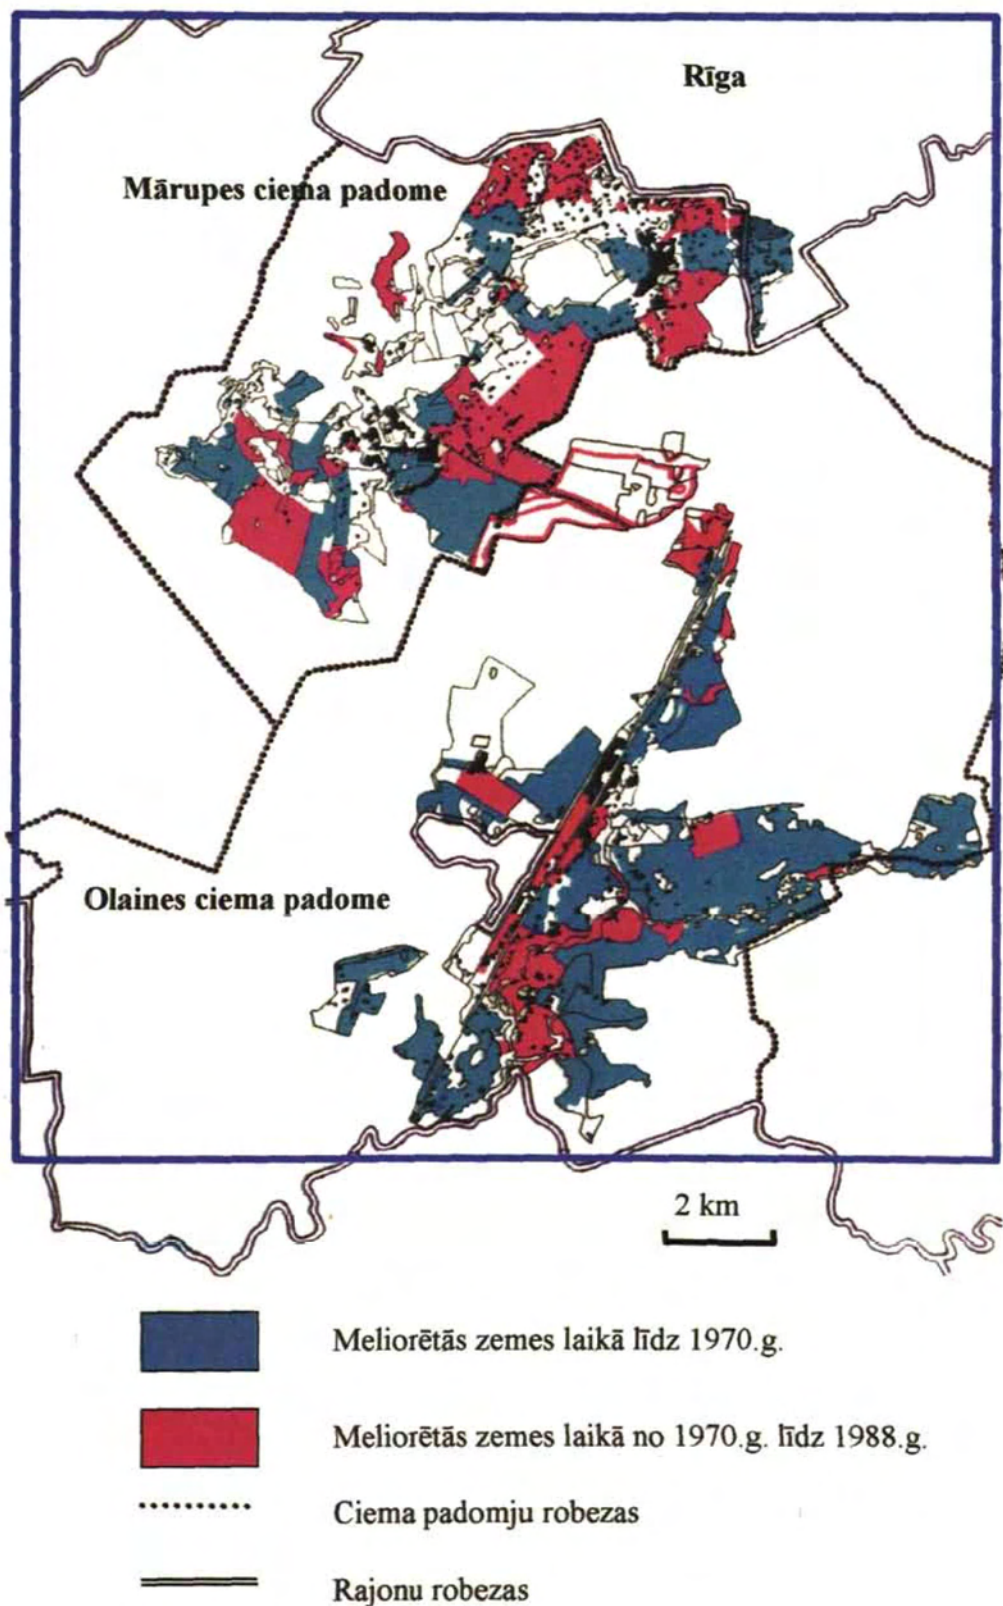 Rīga
Mārupes ciema padome
Olaines ciema padome
2 km
Meliorētās zemes laikā līdz 1970.g.
Meliorētās zemes laikā no 1970.g. līdz 1988.g.
Ciema padomju robezas
Rajonu robezas